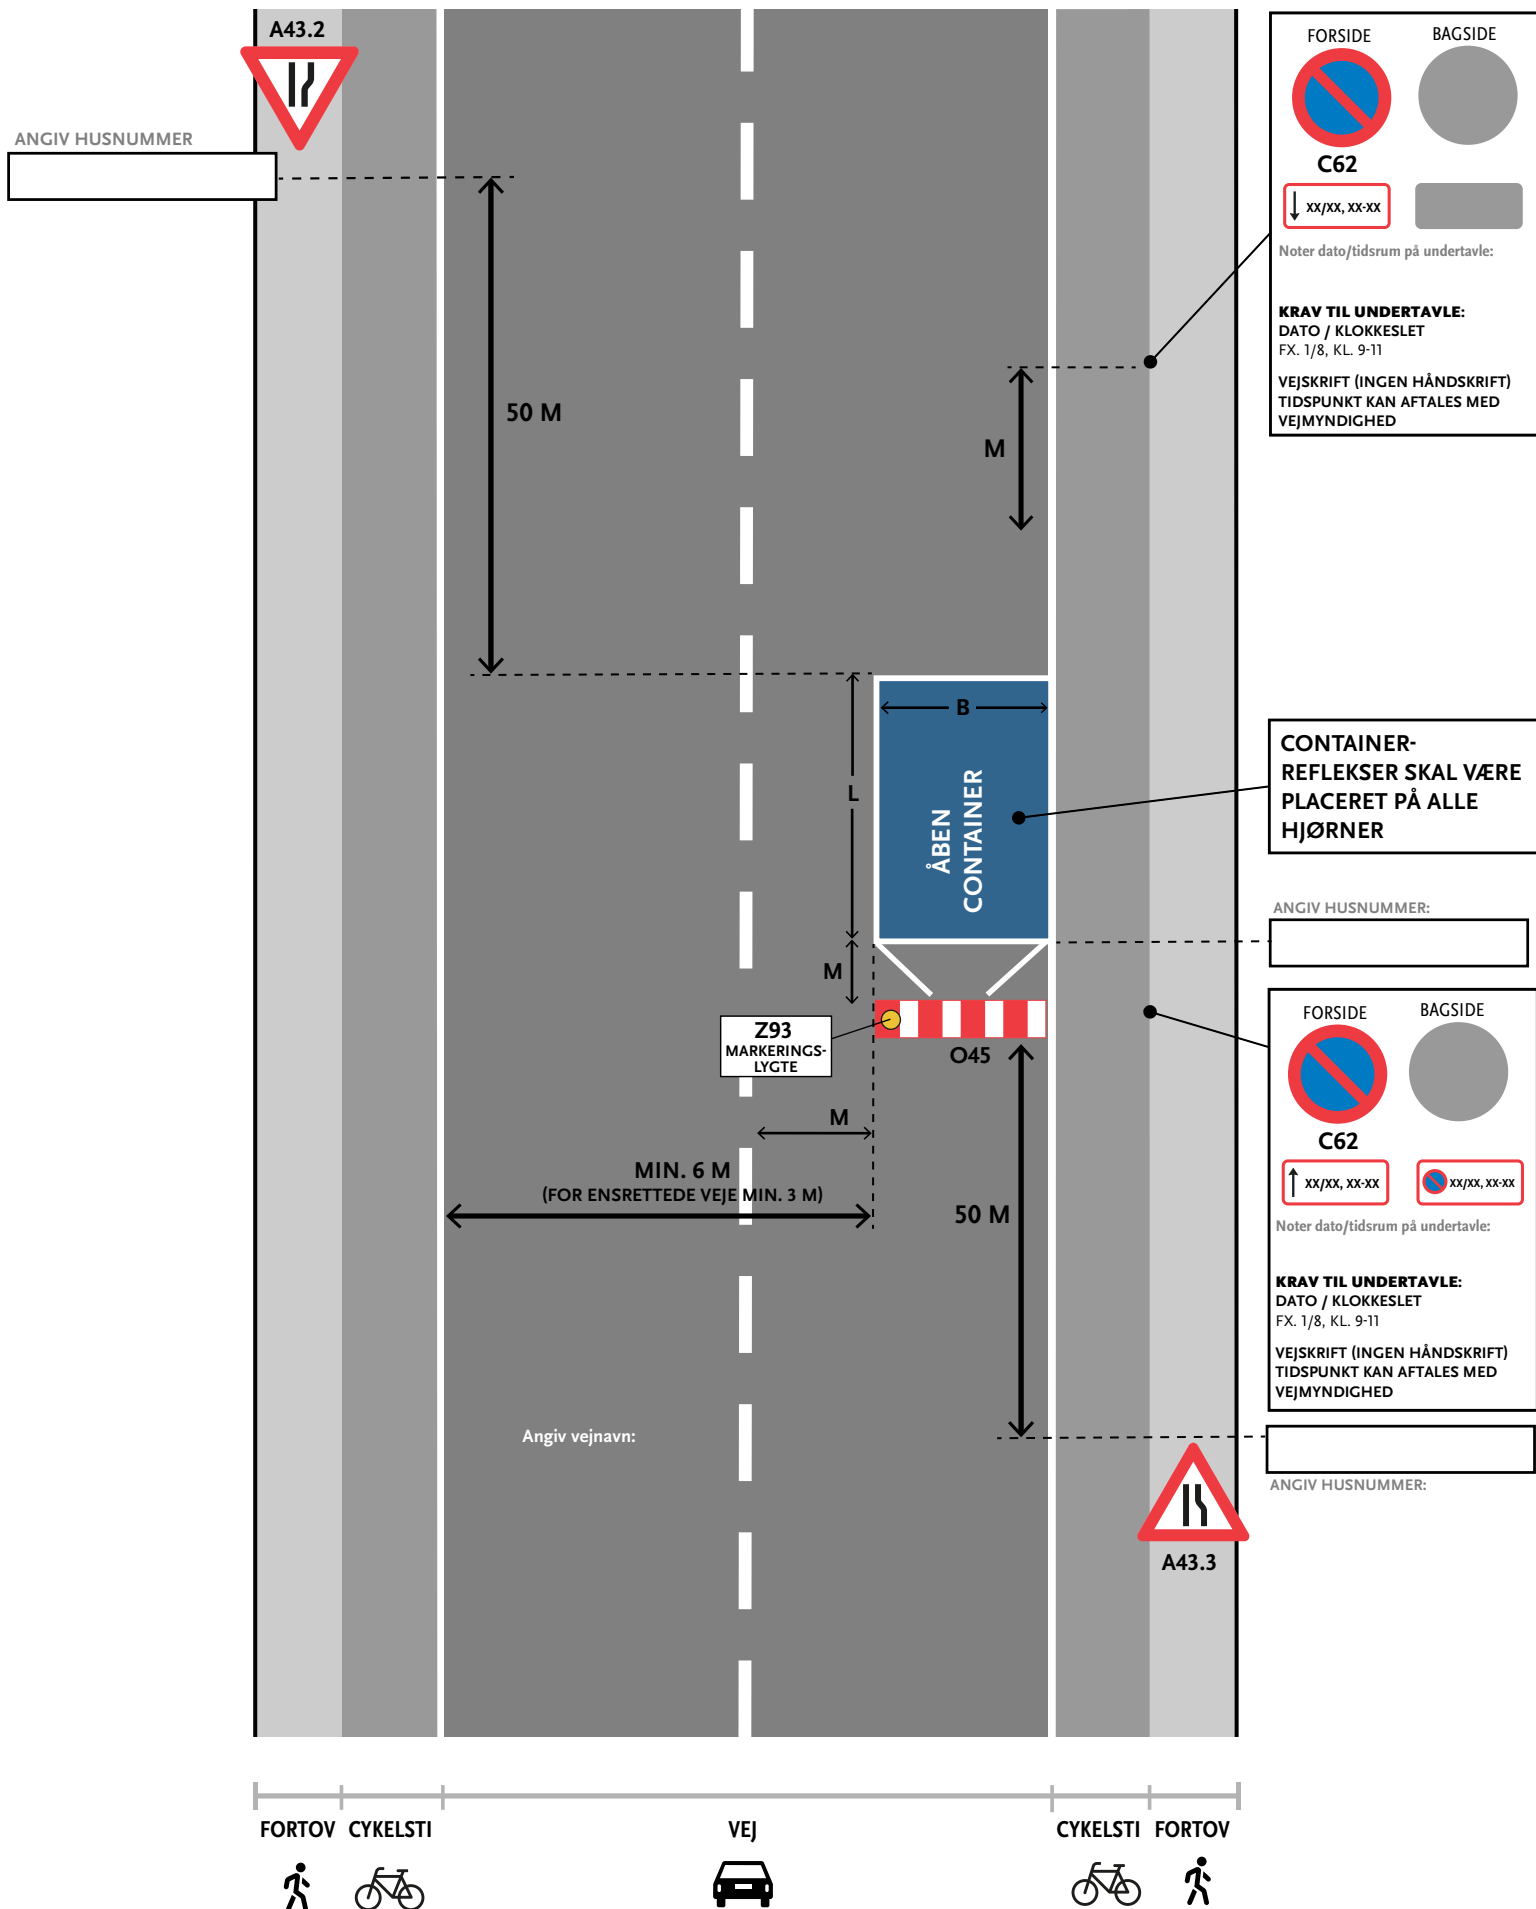 A43.2
ANGIV HUSNUMMER
50 M
M
FORSIDE
BAGSIDE
C62
xx/xx, xx-xx
Noter dato/tidsrum på undertavle:
KRAV TIL UNDERTAVLE:
DATO / KLOKKESLET
FX. 1/8, KL. 9-11
VEJSKRIFT (INGEN HÅNDSKRIFT)
TIDSPUNKT KAN AFTALES MED
VEJMYNDIGHED
B
L
ÅBEN
CONTAINER
CONTAINER-
REFLEKSER SKAL VÆRE
PLACERET PÅ ALLE
HJØRNER
ANGIV HUSNUMMER:
M
Z93
MARKERINGS-
LYGTE
O45
M
MIN. 6 M
(FOR ENSRETTEDE VEJE MIN. 3 M)
50 M
FORSIDE
BAGSIDE
C62
xx/xx, xx-xx
xx/xx, xx-xx
Noter dato/tidsrum på undertavle:
KRAV TIL UNDERTAVLE:
DATO / KLOKKESLET
FX. 1/8, KL. 9-11
VEJSKRIFT (INGEN HÅNDSKRIFT)
TIDSPUNKT KAN AFTALES MED
VEJMYNDIGHED
Angiv vejnavn:
ANGIV HUSNUMMER:
A43.3
FORTOV
CYKELSTI
VEJ
CYKELSTI
FORTOV